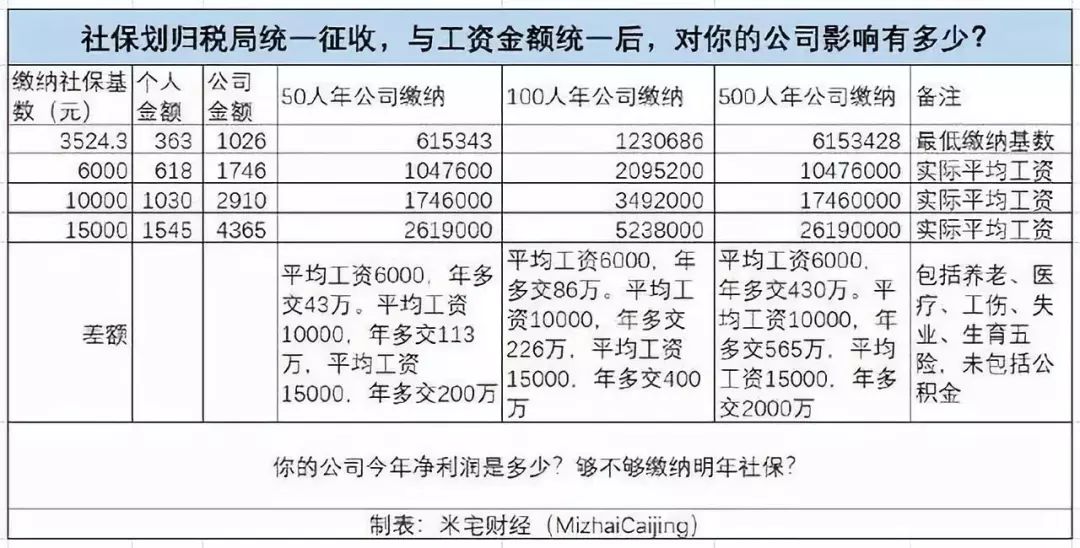 社保划归税局统一征收，与工资金额统一后，对你的公司影响有多少？
缴纳社保基数（元） 个人金额 公司金额 50人年公司缴纳 100人年公司缴纳 500人年公司缴纳 备注
3524.3 363 1026 615343 1230686 6153428 最低缴纳基数
6000 618 1746 1047600 2095200 10476000 实际平均工资
10000 1030 2910 1746000 3492000 17460000 实际平均工资
15000 1545 4365 2619000 5238000 26190000 实际平均工资
差额
平均工资6000，年
多交43万。平均工资
10000，年多交113
万，平均工资
15000，年多交200万
平均工资6000，年
多交86万。平均工
资10000，年多交
226万，平均工资
15000，年多交400
万
平均工资6000，
年多交430万。平
均工资10000，年
多交565万，平均
工资15000，年多
交2000万
包括养老、医
疗、工伤、失
业、生育五
险，未包括公
积金
你的公司今年净利润是多少？够不够缴纳明年社保？
制表：米宅财经（MizhaiCaijing）